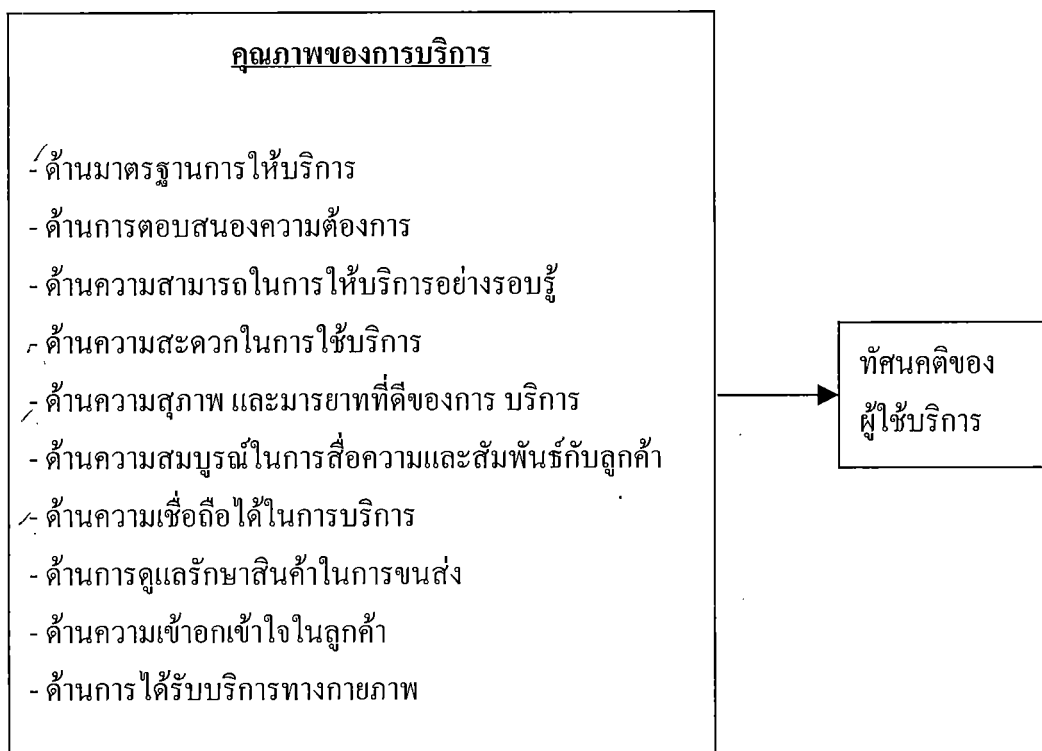 คุณภาพของการบริการ
- ด้านมาตรฐานการให้บริการ
- ด้านการตอบสนองความต้องการ
- ด้านความสามารถในการให้บริการอย่างรอบรู้
- ด้านความสะดวกในการใช้บริการ
- ด้านความสุภาพ และมารยาทที่ดีของการ บริการ
- ด้านความสมบูรณ์ในการสื่อความและสัมพันธ์กับลูกค้า
- ด้านความเชื่อถือได้ในการบริการ
- ด้านการดูแลรักษาสินค้าในการขนส่ง
- ด้านความเข้าอกเข้าใจในลูกค้า
- ด้านการได้รับบริการทางกายภาพ
ทัศนคติของ
ผู้ใช้บริการ